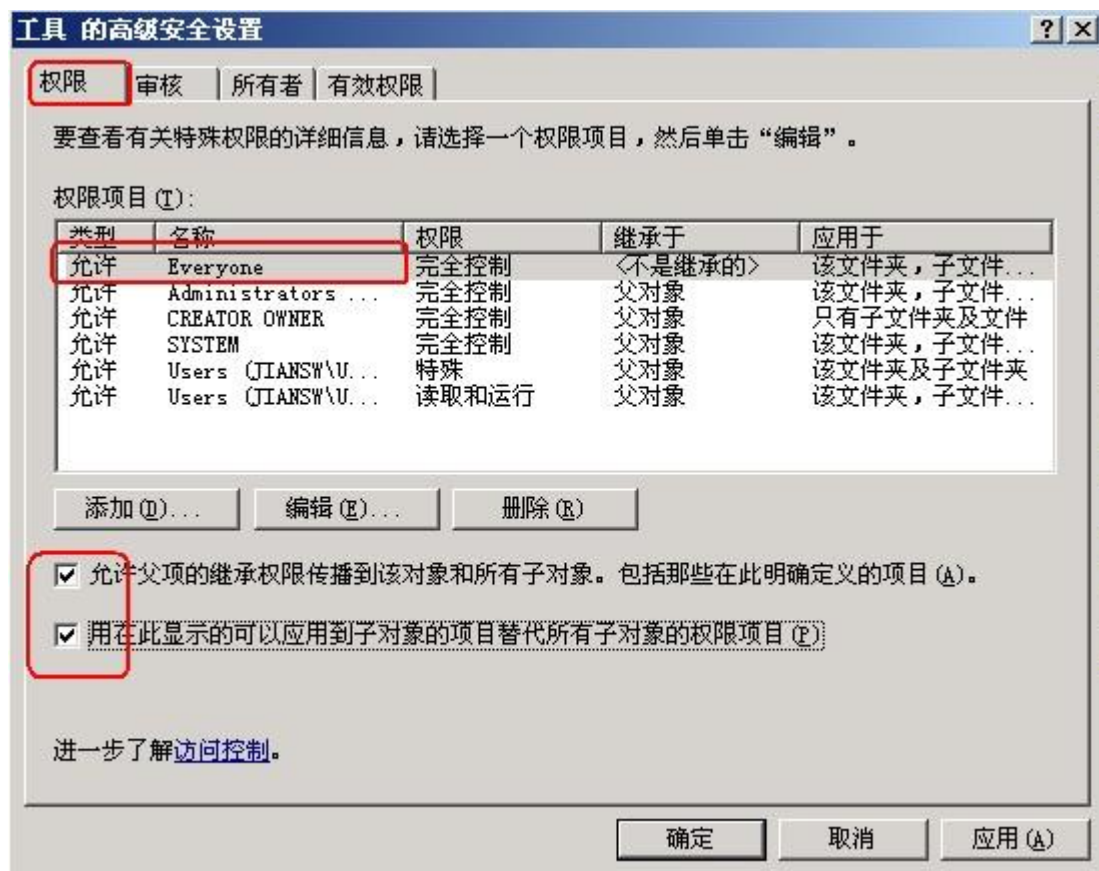 工具 的高级安全设置
权限 审核 所有者 有效权限
要查看有关特殊权限的详细信息，请选择一个权限项目，然后单击“编辑”。
权限项目(T):
类型 名称 权限 继承于 应用于
允许 Everyone 完全控制 <不是继承的> 该文件夹，子文件...
允许 Administrators ... 完全控制 父对象 该文件夹，子文件...
允许 CREATOR OWNER 完全控制 父对象 只有子文件夹及文件
允许 SYSTEM 完全控制 父对象 该文件夹，子文件...
允许 Users (JIANSW\U... 特殊 父对象 该文件夹及子文件夹
允许 Users (JIANSW\U... 读取和运行 父对象 该文件夹，子文件...
添加(D)... 编辑(E)... 删除(R)
允许父项的继承权限传播到该对象和所有子对象。包括那些在此明确定义的项目(A)。
用在此显示的可以应用到子对象的项目替代所有子对象的权限项目(P)
进一步了解访问控制。
确定 取消 应用(A)